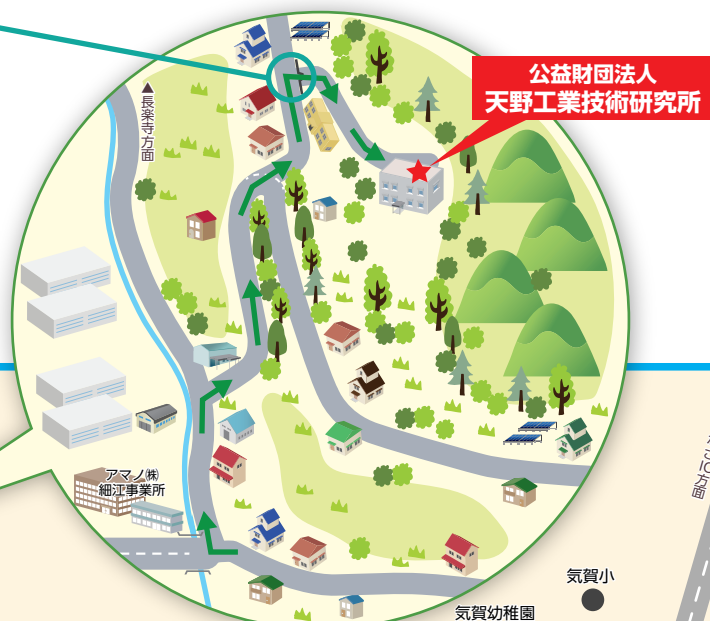 公益財団法人
天野工業技術研究所
▲長楽寺方面
アマノ㈱
細江事業所
IC方面
気賀小
気賀幼稚園